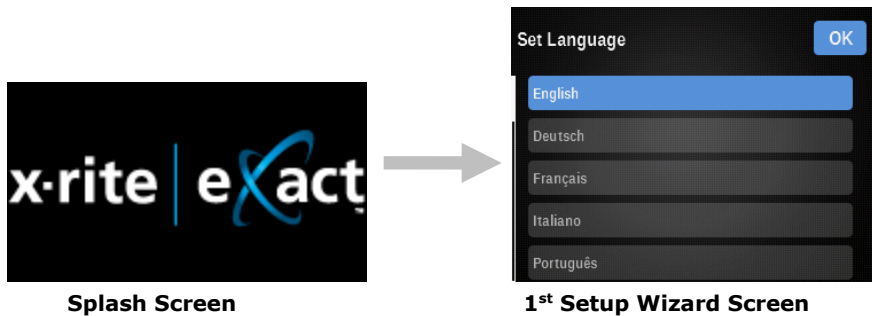 x·rite | eXact
Splash Screen
Set Language
OK
English
Deutsch
Français
Italiano
Português
1st Setup Wizard Screen